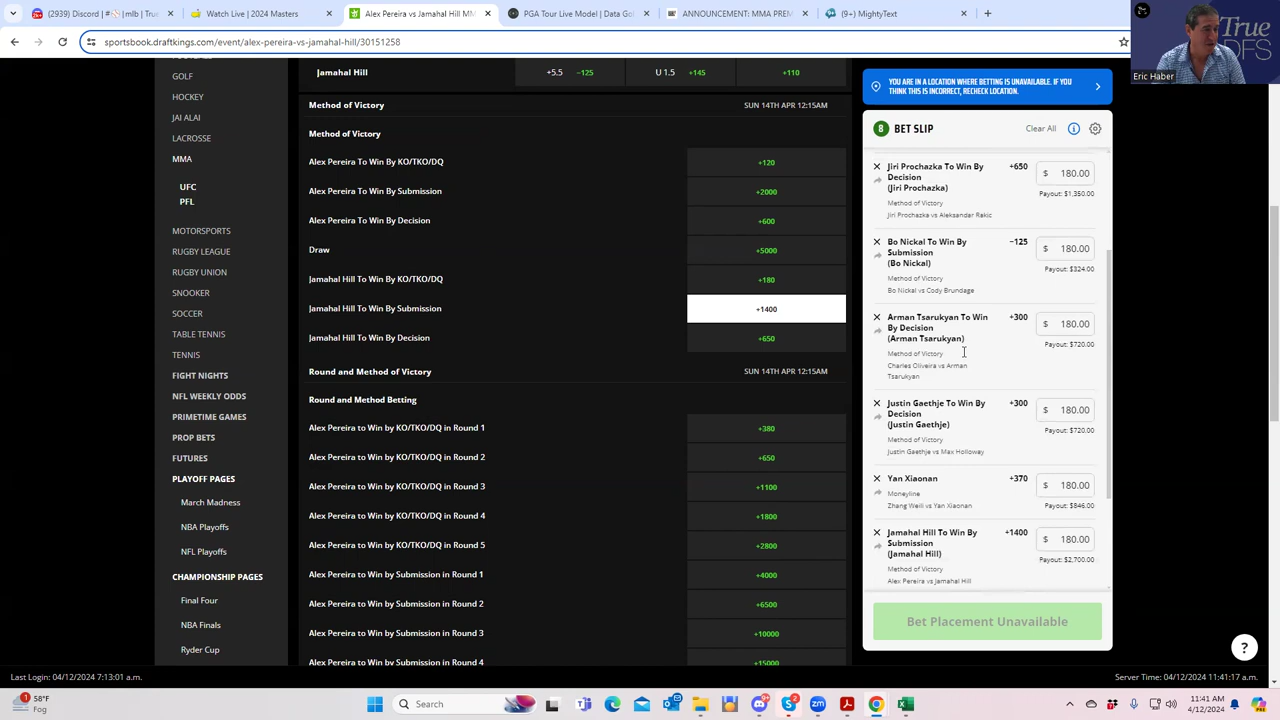 (2933) Discord | #⚾ | mlb | True
Watch Live | 2024 Masters
Alex Pereira vs Jamahal Hill MM
PGA Tour Live Model | Data Gol
ANNOUNCEMENT: MMA PREM
(9+) MightyText
sportsbook.draftkings.com/event/alex-pereira-vs-jamahal-hill/30151258
True
DFS
Eric Haber
GOLF
HOCKEY
JAI ALAI
LACROSSE
MMA
UFC
PFL
MOTORSPORTS
RUGBY LEAGUE
RUGBY UNION
SNOOKER
SOCCER
TABLE TENNIS
TENNIS
FIGHT NIGHTS
NFL WEEKLY ODDS
PRIMETIME GAMES
PROP BETS
FUTURES
PLAYOFF PAGES
March Madness
NBA Playoffs
NFL Playoffs
CHAMPIONSHIP PAGES
Final Four
NBA Finals
Ryder Cup
Jamahal Hill +5.5 −125 U 1.5 +145 +110
Method of Victory SUN 14TH APR 12:15AM
Method of Victory
Alex Pereira To Win By KO/TKO/DQ +120
Alex Pereira To Win By Submission +2000
Alex Pereira To Win By Decision +600
Draw +5000
Jamahal Hill To Win By KO/TKO/DQ +180
Jamahal Hill To Win By Submission +1400
Jamahal Hill To Win By Decision +650
Round and Method of Victory SUN 14TH APR 12:15AM
Round and Method Betting
Alex Pereira to Win by KO/TKO/DQ in Round 1 +380
Alex Pereira to Win by KO/TKO/DQ in Round 2 +650
Alex Pereira to Win by KO/TKO/DQ in Round 3 +1100
Alex Pereira to Win by KO/TKO/DQ in Round 4 +1800
Alex Pereira to Win by KO/TKO/DQ in Round 5 +2800
Alex Pereira to Win by Submission in Round 1 +4000
Alex Pereira to Win by Submission in Round 2 +6500
Alex Pereira to Win by Submission in Round 3 +10000
Alex Pereira to Win by Submission in Round 4 +15000
YOU ARE IN A LOCATION WHERE BETTING IS UNAVAILABLE. IF YOU
THINK THIS IS INCORRECT, RECHECK LOCATION.
8 BET SLIP Clear All
Jiri Prochazka To Win By +650 $ 180.00
Decision
(Jiri Prochazka) Payout: $1,350.00
Method of Victory
Jiri Prochazka vs Aleksandar Rakic
Bo Nickal To Win By −125 $ 180.00
Submission
(Bo Nickal) Payout: $324.00
Method of Victory
Bo Nickal vs Cody Brundage
Arman Tsarukyan To Win +300 $ 180.00
By Decision
(Arman Tsarukyan) Payout: $720.00
Method of Victory
Charles Oliveira vs Arman
Tsarukyan
Justin Gaethje To Win By +300 $ 180.00
Decision
(Justin Gaethje) Payout: $720.00
Method of Victory
Justin Gaethje vs Max Holloway
Yan Xiaonan +370 $ 180.00
Moneyline
Zhang Weili vs Yan Xiaonan Payout: $846.00
Jamahal Hill To Win By +1400 $ 180.00
Submission
(Jamahal Hill) Payout: $2,700.00
Method of Victory
Alex Pereira vs Jamahal Hill
Bet Placement Unavailable
?
Last Login: 04/12/2024 7:13:01 a.m. Server Time: 04/12/2024 11:41:17 a.m.
1 58°F
Fog
Search
11:41 AM
4/12/2024